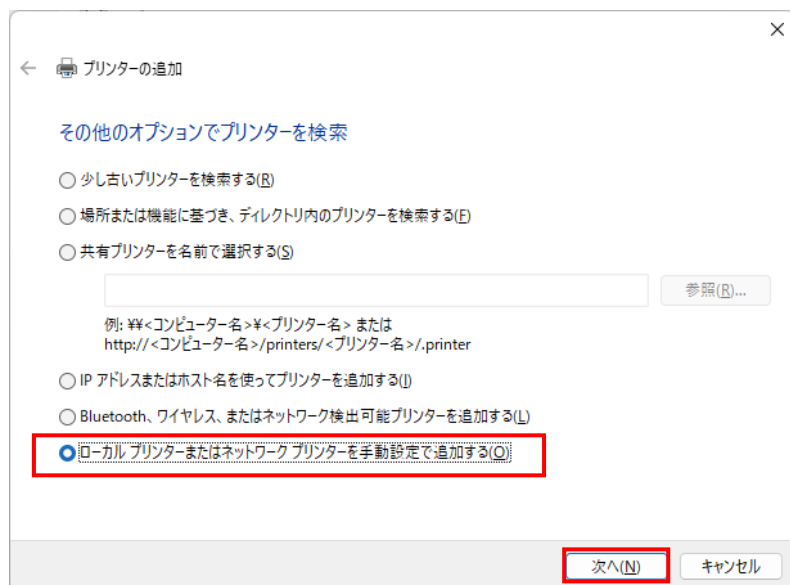 プリンターの追加
その他のオプションでプリンターを検索
少し古いプリンターを検索する(R)
場所または機能に基づき、ディレクトリ内のプリンターを検索する(F)
共有プリンターを名前で選択する(S)
参照(R)...
例: ¥¥<コンピューター名>¥<プリンター名> または
http://<コンピューター名>/printers/<プリンター名>/.printer
IP アドレスまたはホスト名を使ってプリンターを追加する(I)
Bluetooth、ワイヤレス、またはネットワーク検出可能プリンターを追加する(L)
ローカル プリンターまたはネットワーク プリンターを手動設定で追加する(O)
次へ(N)
キャンセル